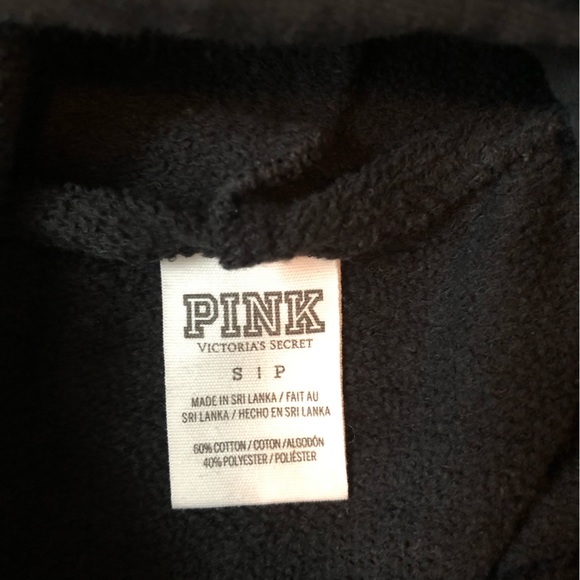 PINK
VICTORIA'S SECRET
S | P
MADE IN SRI LANKA / FAIT AU
SRI LANKA / HECHO EN SRI LANKA
60% COTTON / COTON /ALGODÓN
40% POLYESTER / POLIÉSTER